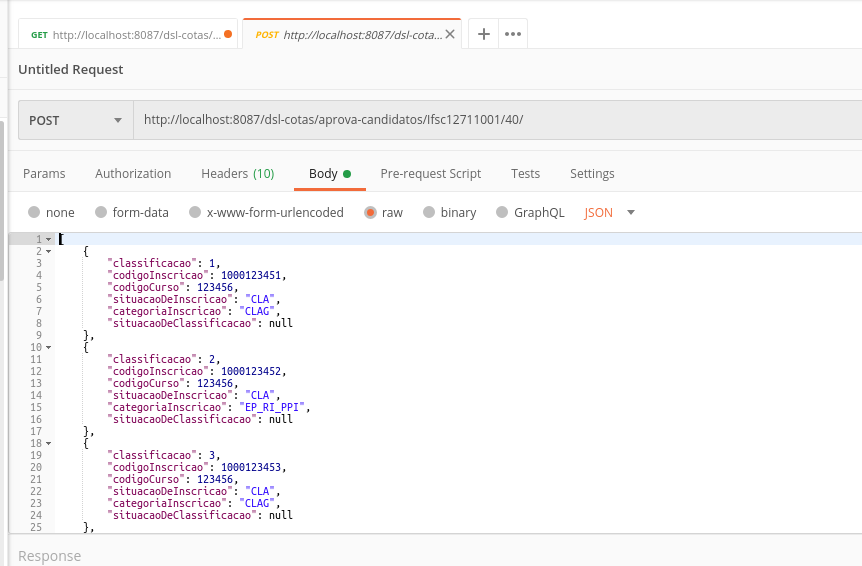 GET http://localhost:8087/dsl-cotas/...
POST http://localhost:8087/dsl-cota...
Untitled Request
POST http://localhost:8087/dsl-cotas/aprova-candidatos/Ifsc12711001/40/
Params Authorization Headers (10) Body Pre-request Script Tests Settings
none form-data x-www-form-urlencoded raw binary GraphQL JSON
1 [
2 {
3 "classificacao": 1,
4 "codigoInscricao": 1000123451,
5 "codigoCurso": 123456,
6 "situacaoDeInscricao": "CLA",
7 "categoriaInscricao": "CLAG",
8 "situacaoDeClassificacao": null
9 },
10 {
11 "classificacao": 2,
12 "codigoInscricao": 1000123452,
13 "codigoCurso": 123456,
14 "situacaoDeInscricao": "CLA",
15 "categoriaInscricao": "EP_RI_PPI",
16 "situacaoDeClassificacao": null
17 },
18 {
19 "classificacao": 3,
20 "codigoInscricao": 1000123453,
21 "codigoCurso": 123456,
22 "situacaoDeInscricao": "CLA",
23 "categoriaInscricao": "CLAG",
24 "situacaoDeClassificacao": null
25 },
Response